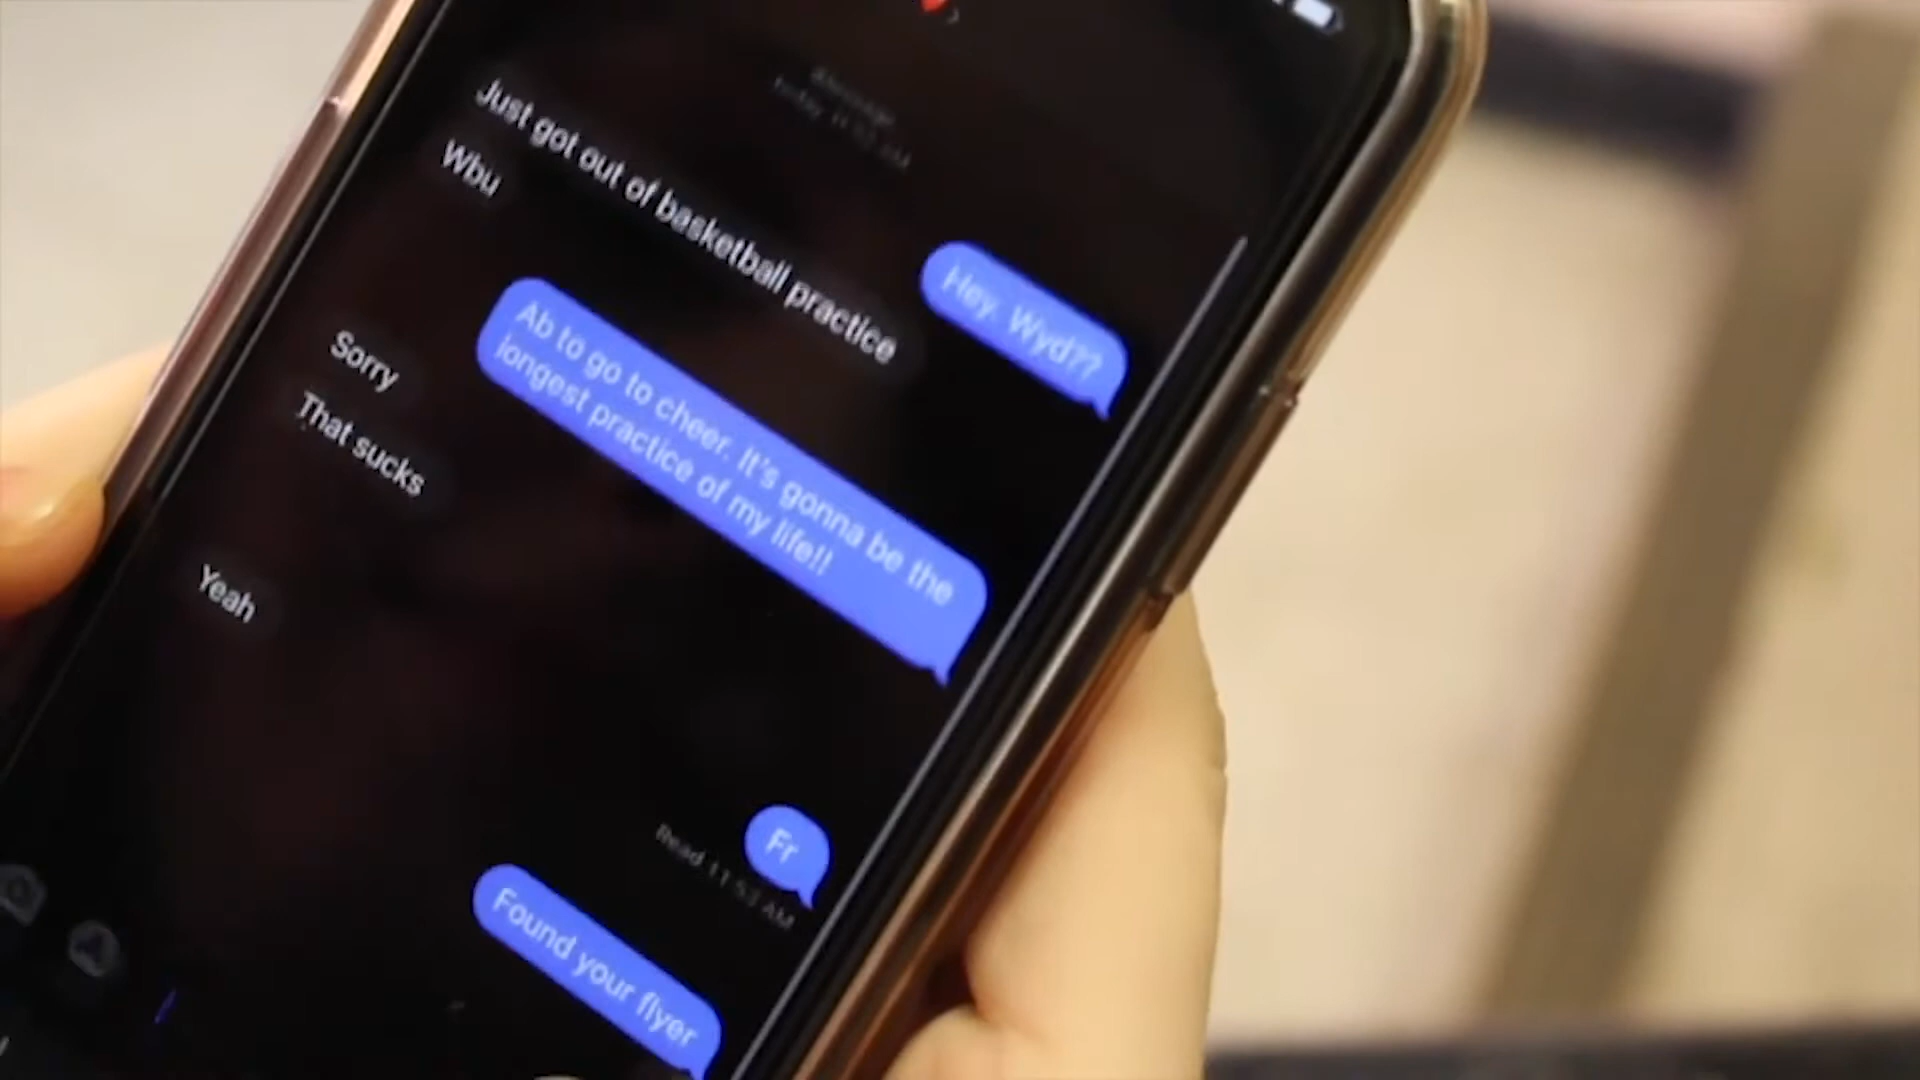 Hey. Wyd??
Just got out of basketball practice
Wbu
Ab to go to cheer. It's gonna be the
longest practice of my life!!
Sorry
That sucks
Yeah
Fr
Read 11:53 AM
Found your flyer